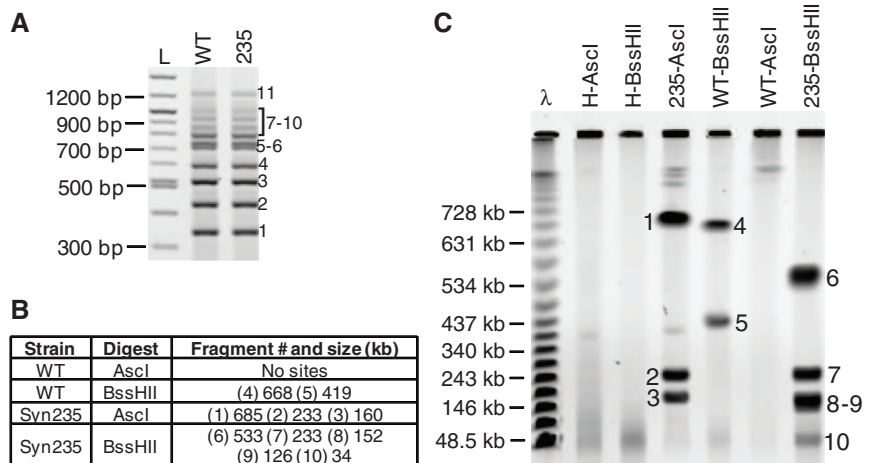 A
L
WT
235
1200 bp
900 bp
700 bp
500 bp
300 bp
11
7-10
5-6
4
3
2
1
B
Strain Digest Fragment # and size (kb)
WT AscI No sites
WT BssHII (4) 668 (5) 419
Syn235 AscI (1) 685 (2) 233 (3) 160
Syn235 BssHII (6) 533 (7) 233 (8) 152
(9) 126 (10) 34
C
λ
H-AscI
H-BssHII
235-AscI
WT-BssHII
WT-AscI
235-BssHII
728 kb
631 kb
534 kb
437 kb
340 kb
243 kb
146 kb
48.5 kb
1
2
3
4
5
6
7
8-9
10